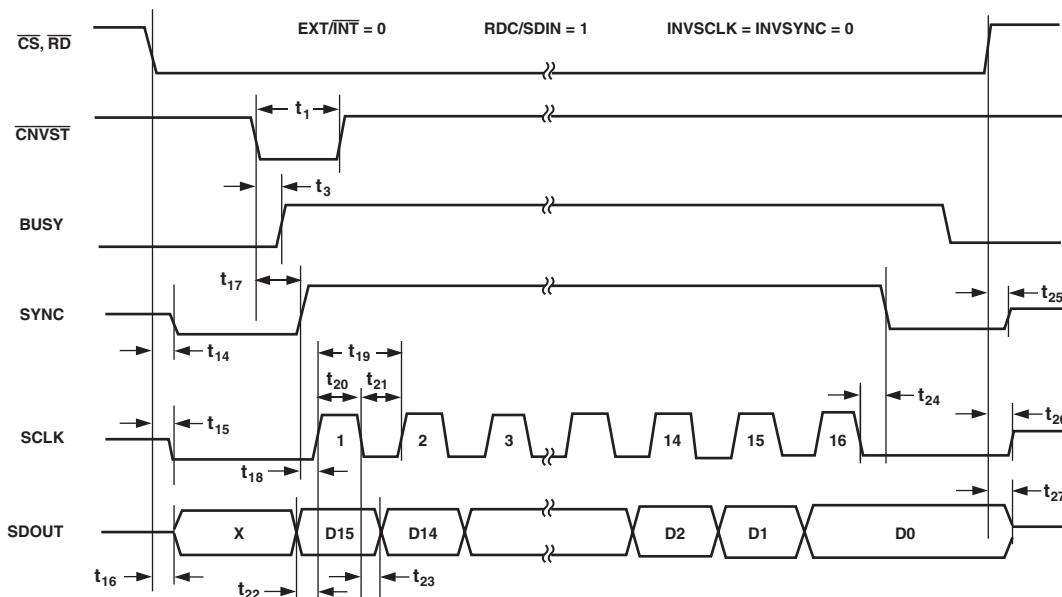 EXT/INT = 0 RDC/SDIN = 1 INVSCLK = INVSYNC = 0
CS, RD
t1
CNVST
t3
BUSY
t17
SYNC
t25
t14
t19
t20 t21
t24
t15
t26
SCLK
1 2 3 14 15 16
t18
t27
SDOUT
X D15 D14 D2 D1 D0
t16
t22
t23